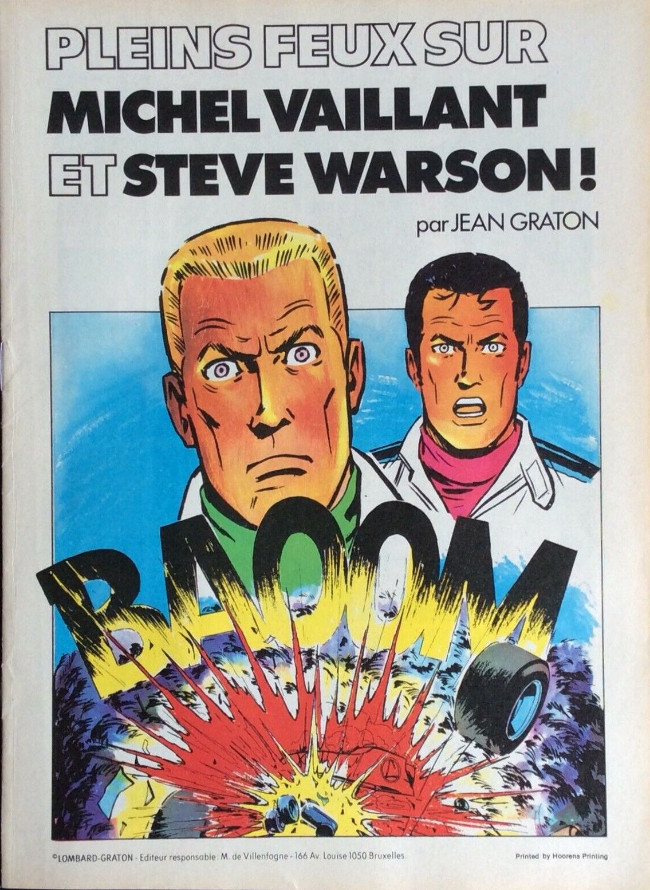 PLEINS FEUX SUR
MICHEL VAILLANT
ET STEVE WARSON!
par JEAN GRATON
BAOOOM
©LOMBARD-GRATON - Editeur responsable: M. de Villenfagne - 166 Av. Louise 1050 Bruxelles.
Printed by Hoorens Printing